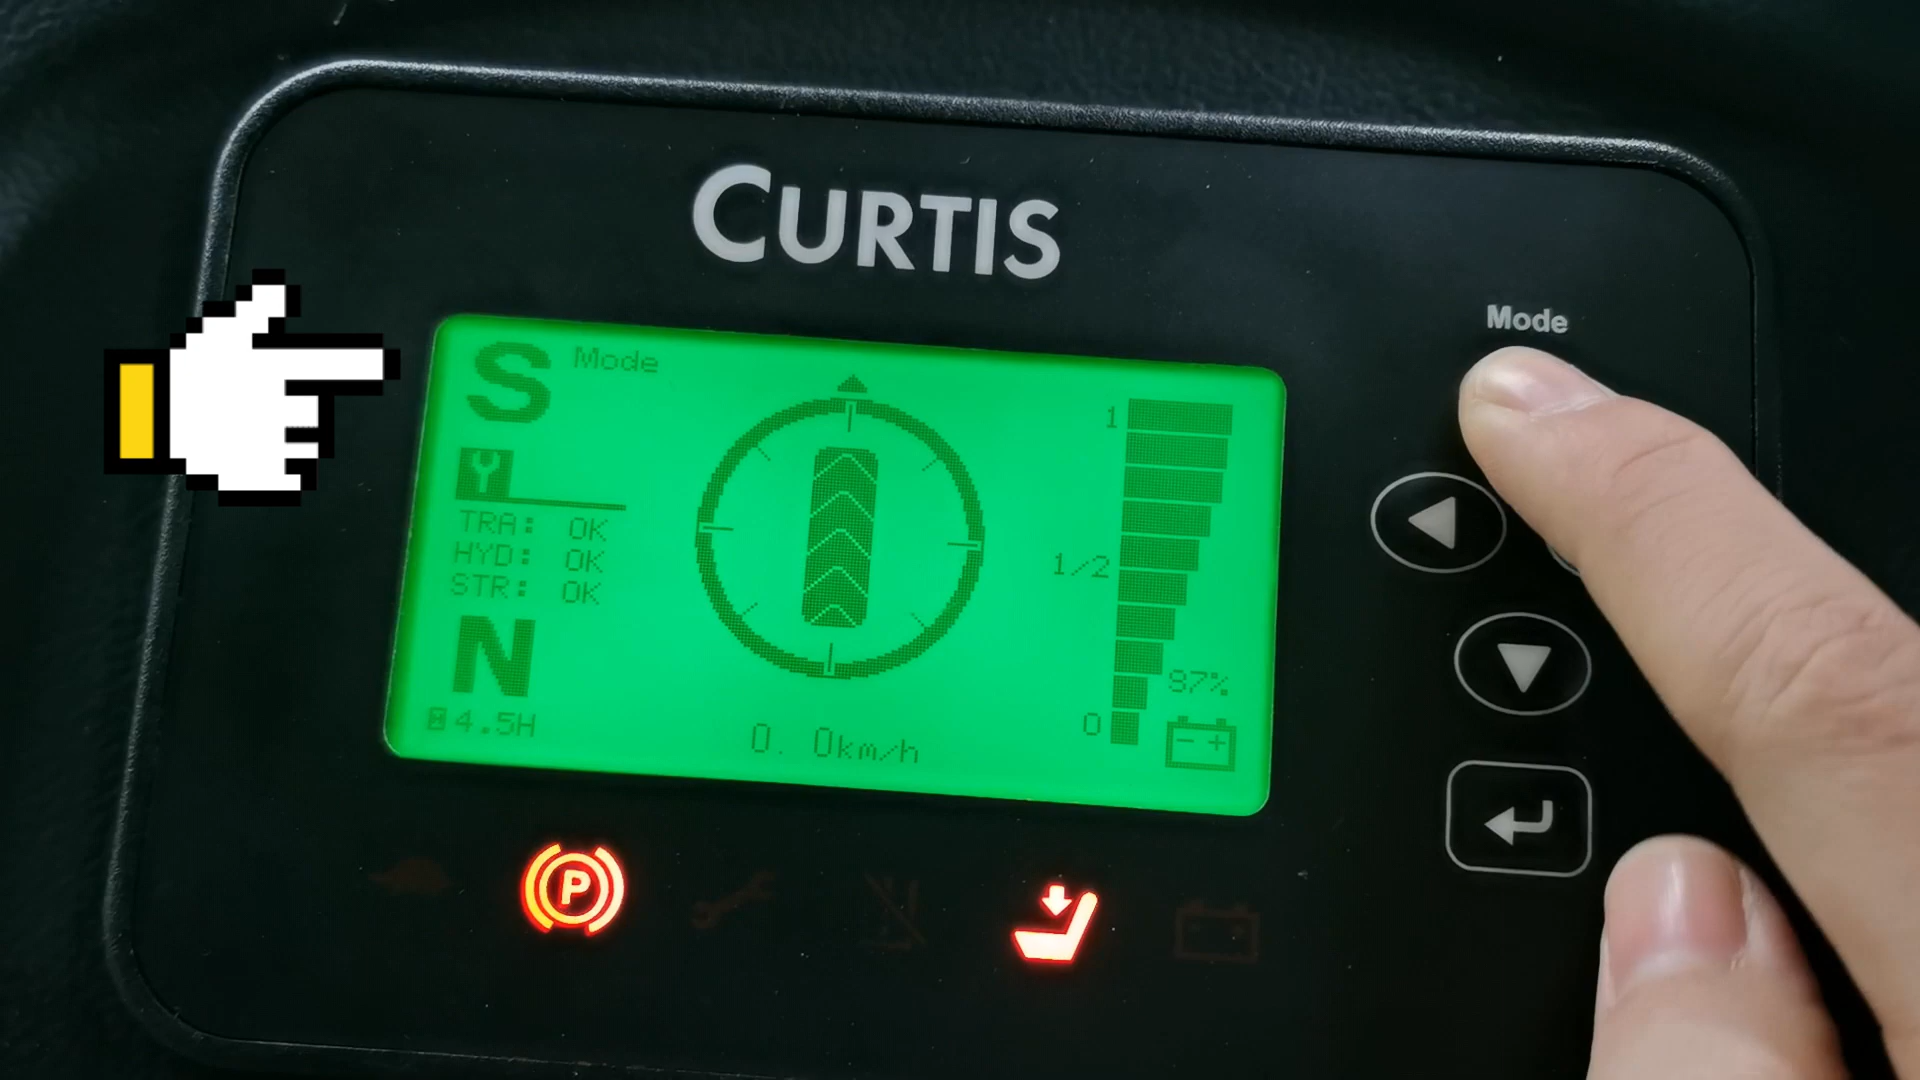 CURTIS
Mode
S Mode
TRA: OK
HYD: OK
STR: OK
N
4.5H
1
1/2
0
87%
- +
0.0km/h
P